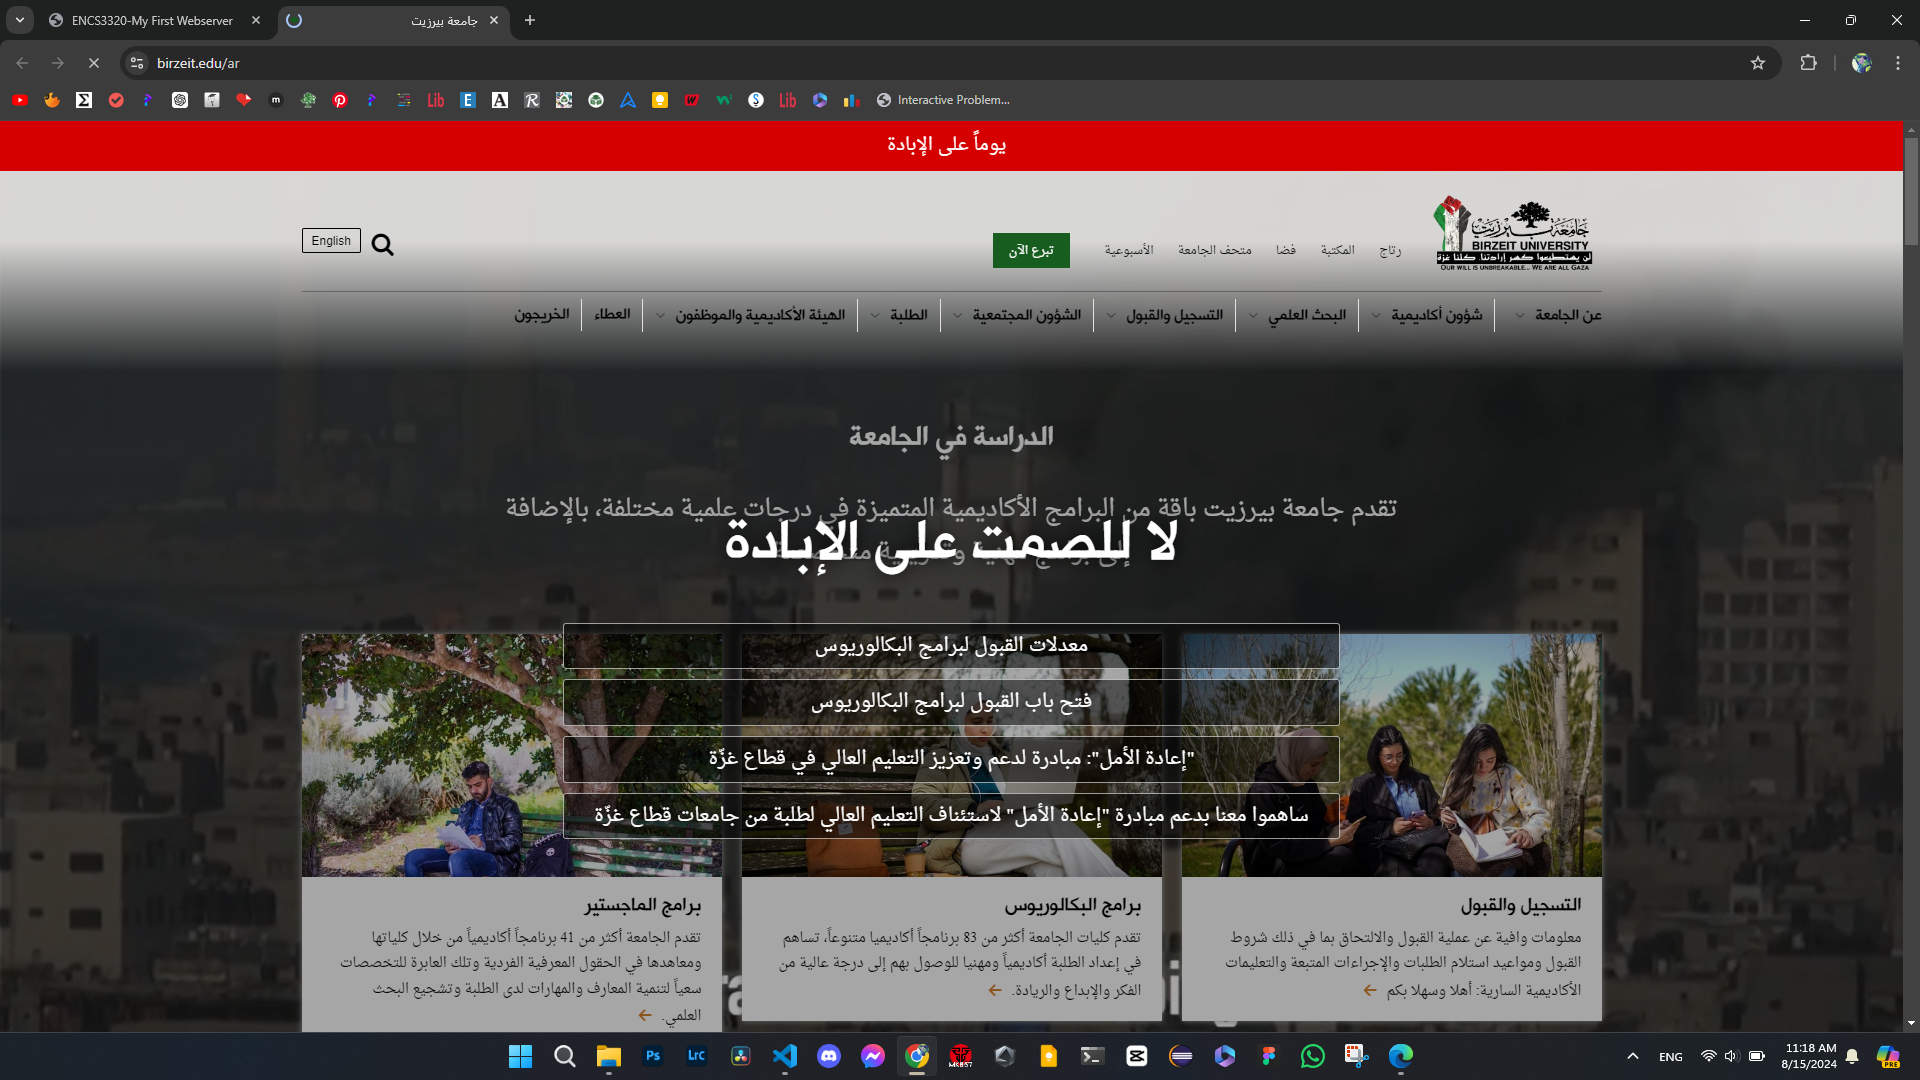 ENCS3320-My First Webserver
جامعة بيرزيت
birzeit.edu/ar
Lib
Lib
Interactive Problem...
يوماً على الإبادة
جامعة بيرزيت
BIRZEIT UNIVERSITY
لن يستطيعوا كسر إرادتنا. كلنا غزة
OUR WILL IS UNBREAKABLE... WE ARE ALL GAZA
رتاج
المكتبة
فضا
متحف الجامعة
الأسبوعية
تبرع الآن
English
عن الجامعة
شؤون أكاديمية
البحث العلمي
التسجيل والقبول
الشؤون المجتمعية
الطلبة
الهيئة الأكاديمية والموظفون
العطاء
الخريجون
الدراسة في الجامعة
تقدم جامعة بيرزيت باقة من البرامج الأكاديمية المتميزة في درجات علمية مختلفة، بالإضافة
لا للصمت على الإبادة
معدلات القبول لبرامج البكالوريوس
فتح باب القبول لبرامج البكالوريوس
"إعادة الأمل": مبادرة لدعم وتعزيز التعليم العالي في قطاع غزّة
ساهموا معنا بدعم مبادرة "إعادة الأمل" لاستئناف التعليم العالي لطلبة من جامعات قطاع غزّة
التسجيل والقبول
معلومات وافية عن عملية القبول والالتحاق بما في ذلك شروط
القبول ومواعيد استلام الطلبات والإجراءات المتبعة والتعليمات
الأكاديمية السارية: أهلا وسهلا بكم
برامج البكالوريوس
تقدم كليات الجامعة أكثر من 83 برنامجاً أكاديميا متنوعاً، تساهم
في إعداد الطلبة أكاديمياً ومهنيا للوصول بهم إلى درجة عالية من
الفكر والإبداع والريادة.
برامج الماجستير
تقدم الجامعة أكثر من 41 برنامجاً أكاديمياً من خلال كلياتها
ومعاهدها في الحقول المعرفية الفردية وتلك العابرة للتخصصات
سعياً لتنمية المعارف والمهارات لدى الطلبة وتشجيع البحث
العلمي.
Ps
Lrc
ENG
11:18 AM
8/15/2024
PRE